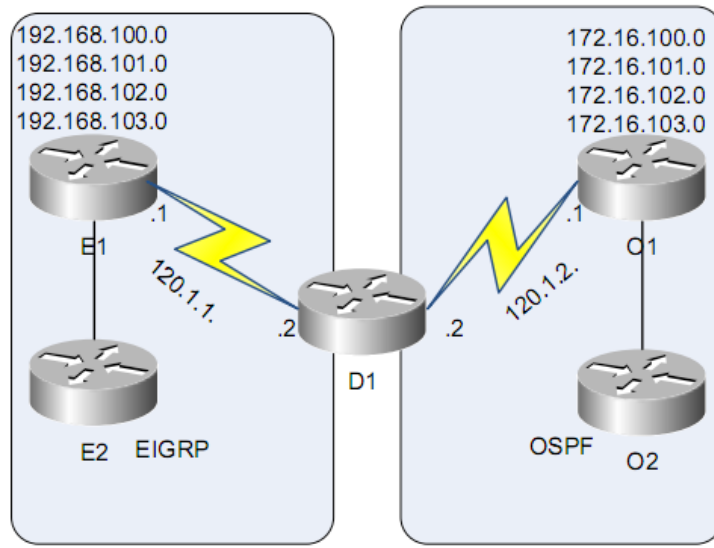 192.168.100.0
192.168.101.0
192.168.102.0
192.168.103.0
172.16.100.0
172.16.101.0
172.16.102.0
172.16.103.0
.1
E1
120.1.1.
.2
D1
.2
120.1.2.
.1
O1
E2
EIGRP
OSPF
O2